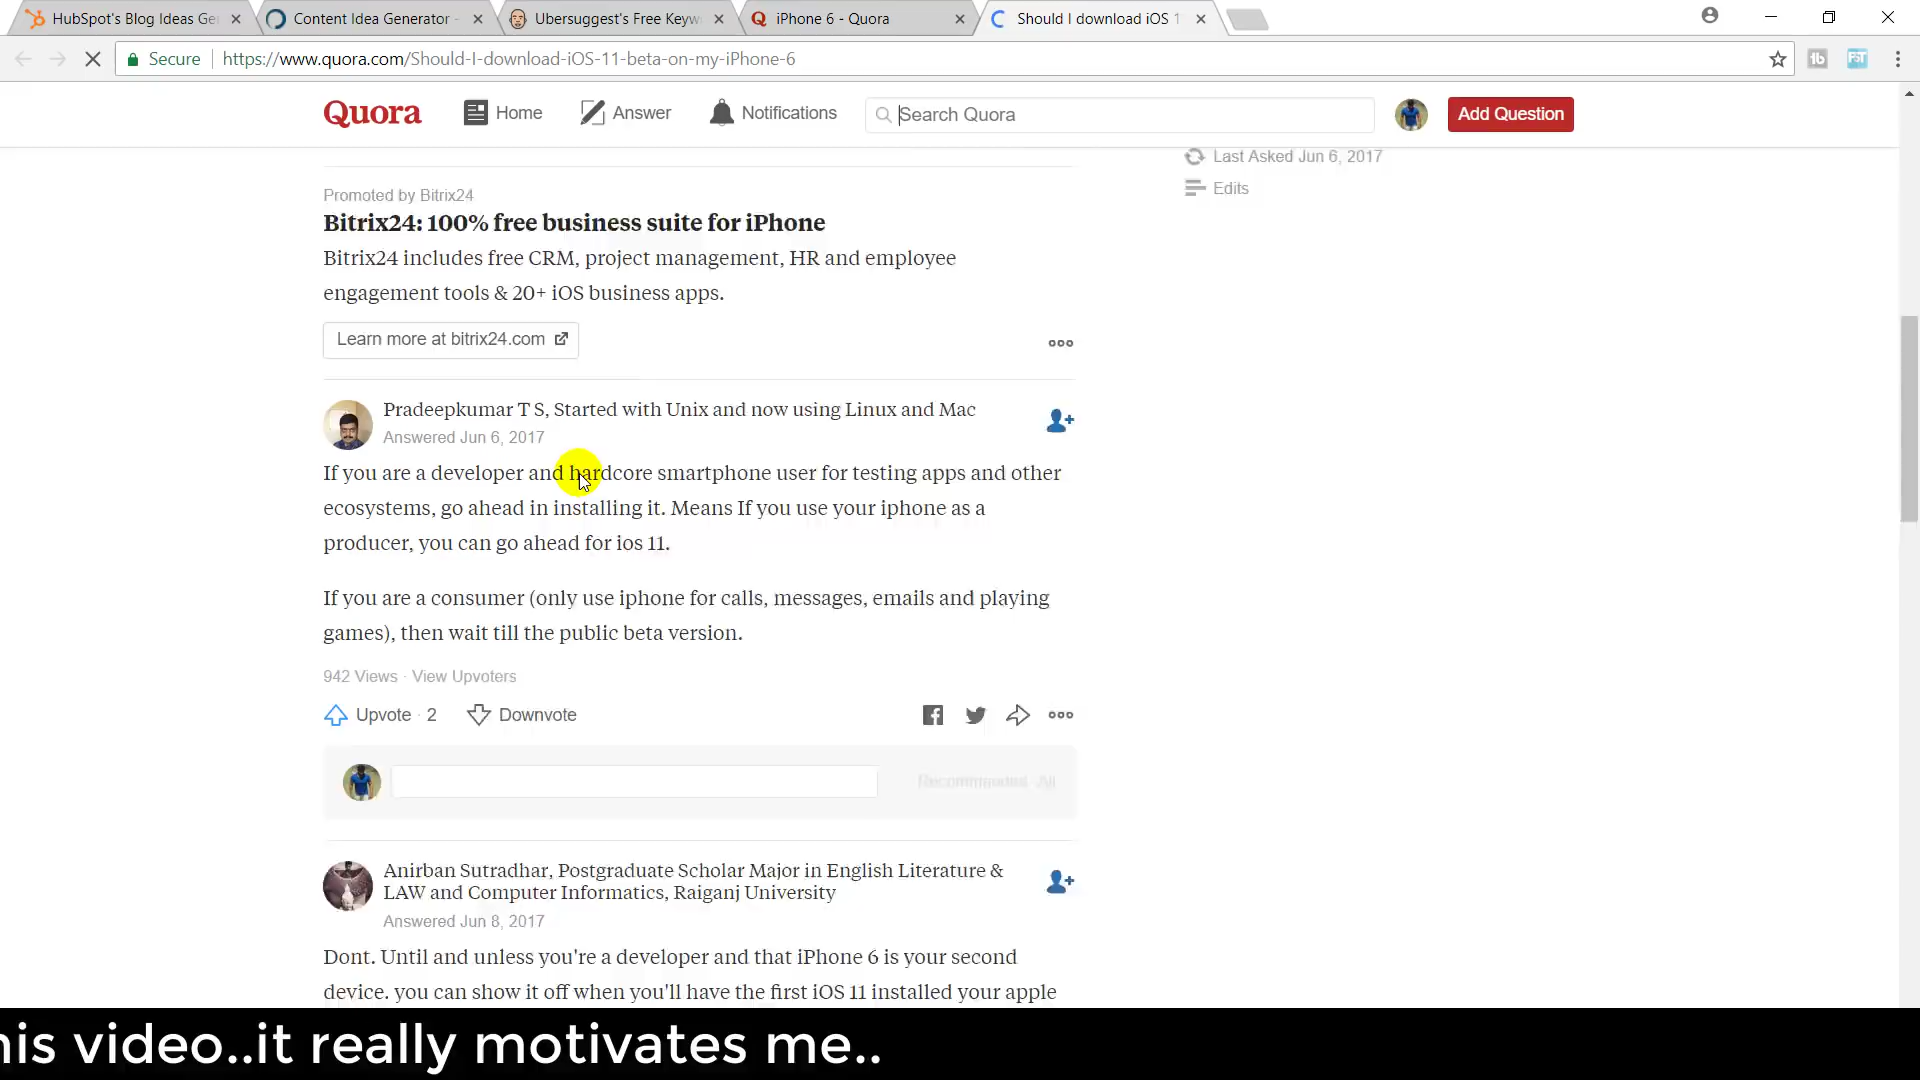 HubSpot's Blog Ideas Ge
Content Idea Generator -
Ubersuggest's Free Keyw
iPhone 6 - Quora
Should I download iOS 1
Secure
https://www.quora.com/Should-I-download-iOS-11-beta-on-my-iPhone-6
Quora
Home
Answer
Notifications
Search Quora
Add Question
Last Asked Jun 6, 2017
Edits
Promoted by Bitrix24
Bitrix24: 100% free business suite for iPhone
Bitrix24 includes free CRM, project management, HR and employee
engagement tools & 20+ iOS business apps.
Learn more at bitrix24.com
Pradeepkumar T S, Started with Unix and now using Linux and Mac
Answered Jun 6, 2017
If you are a developer and hardcore smartphone user for testing apps and other
ecosystems, go ahead in installing it. Means If you use your iphone as a
producer, you can go ahead for ios 11.
If you are a consumer (only use iphone for calls, messages, emails and playing
games), then wait till the public beta version.
942 Views · View Upvoters
Upvote · 2
Downvote
Recommended All
Anirban Sutradhar, Postgraduate Scholar Major in English Literature &
LAW and Computer Informatics, Raiganj University
Answered Jun 8, 2017
Dont. Until and unless you're a developer and that iPhone 6 is your second
device. you can show it off when you'll have the first iOS 11 installed your apple
his video..it really motivates me..